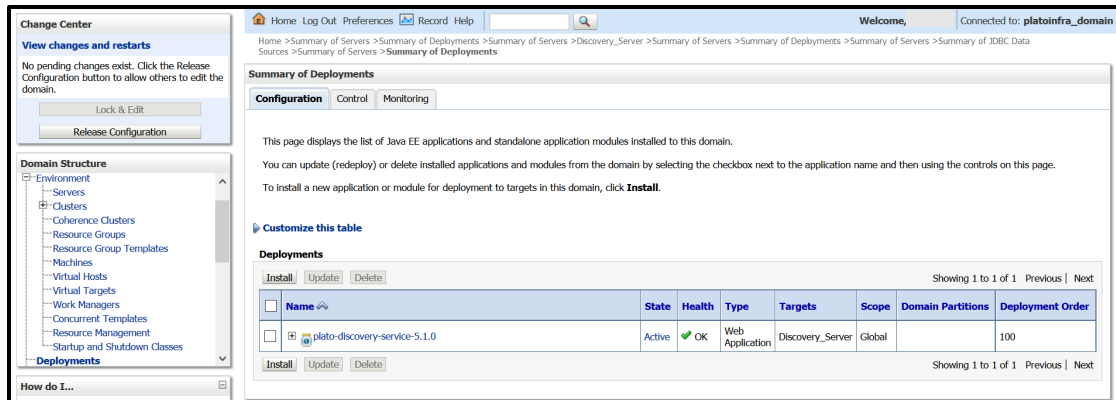 Change Center
View changes and restarts
No pending changes exist. Click the Release
Configuration button to allow others to edit the
domain.
Lock & Edit
Release Configuration
Domain Structure
Environment
Servers
Clusters
Coherence Clusters
Resource Groups
Resource Group Templates
Machines
Virtual Hosts
Virtual Targets
Work Managers
Concurrent Templates
Resource Management
Startup and Shutdown Classes
Deployments
How do I...
Home Log Out Preferences Record Help
Welcome, Connected to: platoinfra_domain
Home >Summary of Servers >Summary of Deployments >Summary of Servers >Discovery_Server >Summary of Servers >Summary of Deployments >Summary of Servers >Summary of JDBC Data
Sources >Summary of Servers >Summary of Deployments
Summary of Deployments
Configuration Control Monitoring
This page displays the list of Java EE applications and standalone application modules installed to this domain.
You can update (redeploy) or delete installed applications and modules from the domain by selecting the checkbox next to the application name and then using the controls on this page.
To install a new application or module for deployment to targets in this domain, click Install.
Customize this table
Deployments
Install Update Delete Showing 1 to 1 of 1 Previous | Next
Name State Health Type Targets Scope Domain Partitions Deployment Order
plato-discovery-service-5.1.0 Active OK Web Application Discovery_Server Global 100
Install Update Delete Showing 1 to 1 of 1 Previous | Next